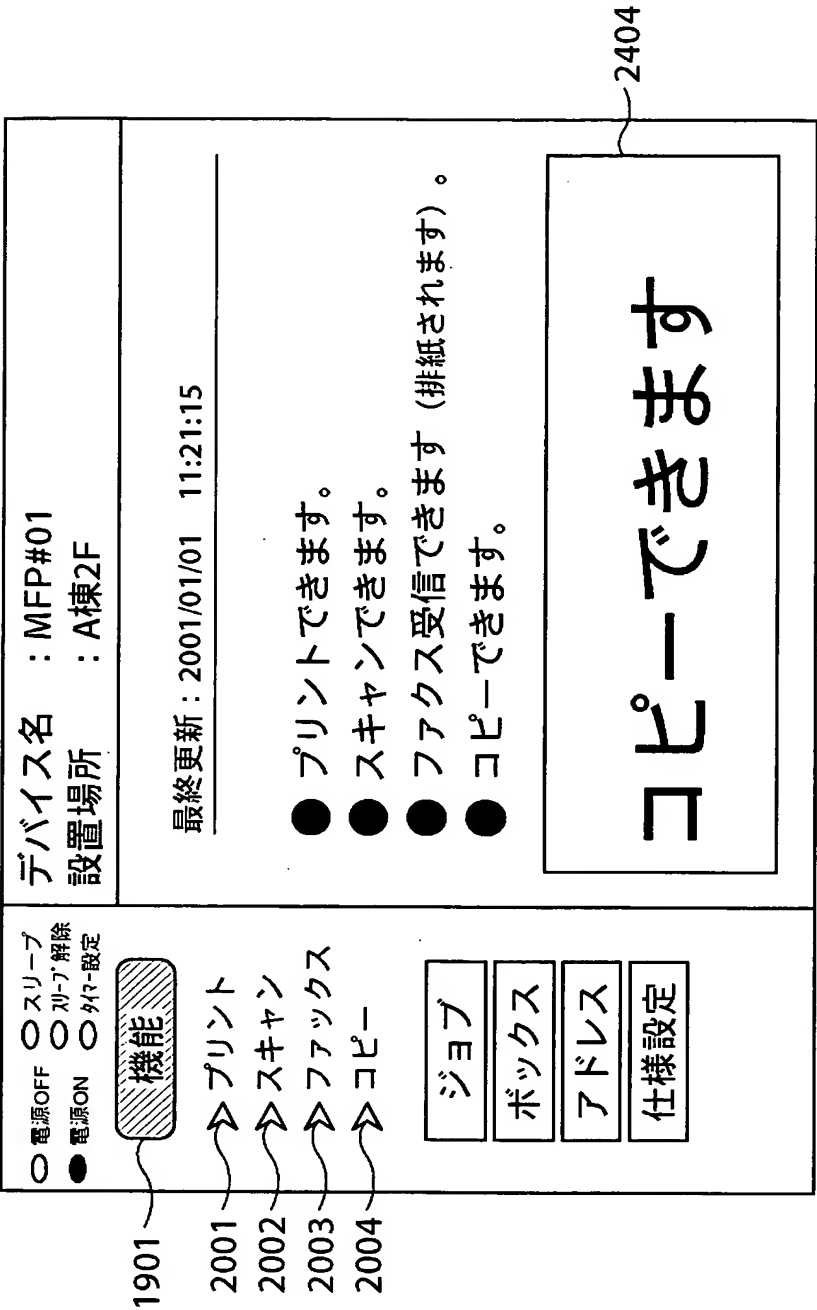 電源OFF スリープ
スリープ解除
電源ON タイマー設定
デバイス名 : MFP#01
設置場所 : A棟2F
1901
機能
2001 プリント
2002 スキャン
2003 ファックス
2004 コピー
ジョブ
ボックス
アドレス
仕様設定
最終更新 : 2001/01/01 11:21:15
プリントできます。
スキャンできます。
ファクス受信できます (排紙されます) 。
コピーできます。
コピーできます
2404